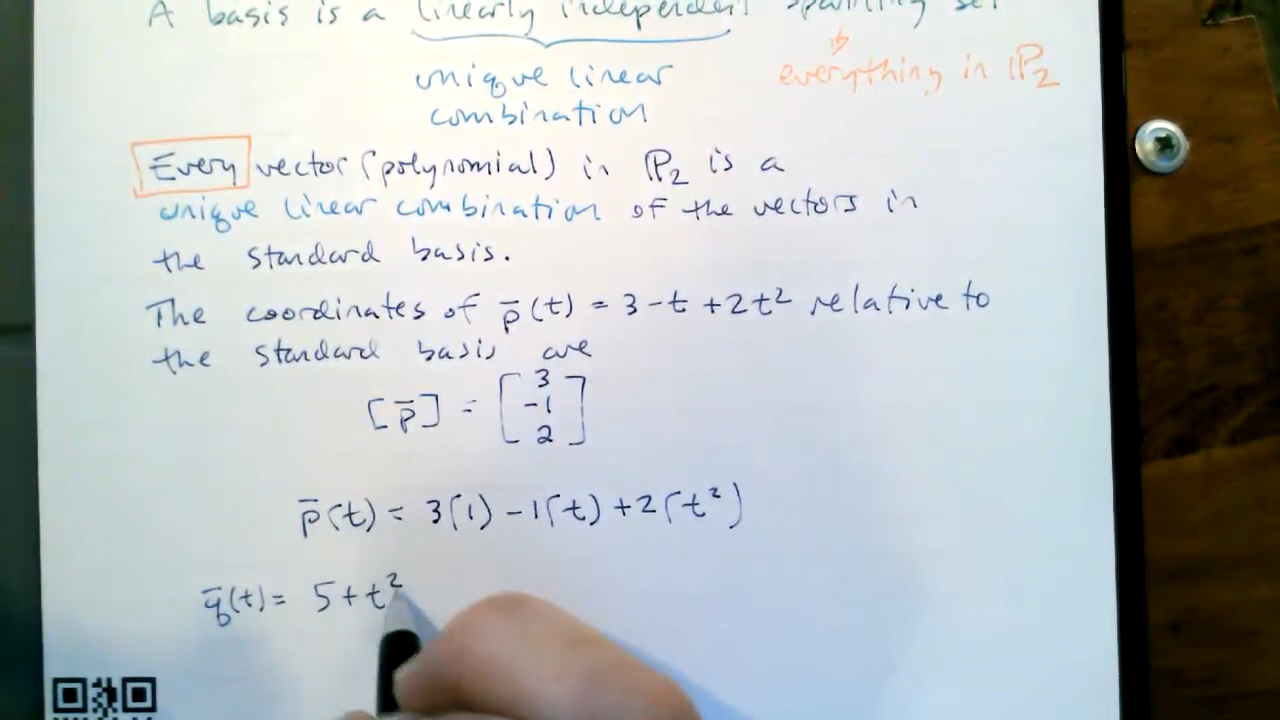 A basis is a linearly independent spanning set
unique linear
combination
everything in ℙ₂
Every vector (polynomial) in ℙ₂ is a
unique linear combination of the vectors in
the standard basis.
The coordinates of p̄(t) = 3 - t + 2t² relative to
the standard basis are
[p̄] = [3 -1 2]
p̄(t) = 3(1) - 1(t) + 2(t²)
q̄(t) = 5 + t²